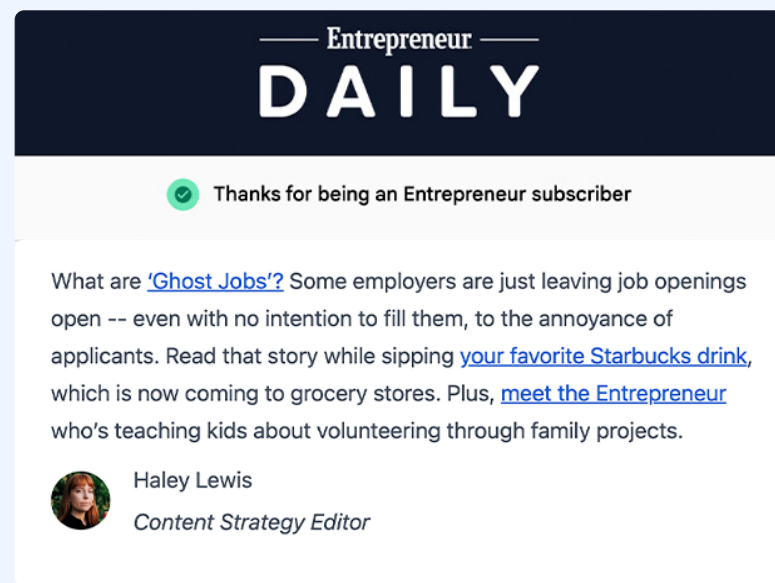 Entrepreneur
DAILY
Thanks for being an Entrepreneur subscriber
What are ‘Ghost Jobs’? Some employers are just leaving job openings
open -- even with no intention to fill them, to the annoyance of
applicants. Read that story while sipping your favorite Starbucks drink,
which is now coming to grocery stores. Plus, meet the Entrepreneur
who’s teaching kids about volunteering through family projects.
Haley Lewis
Content Strategy Editor